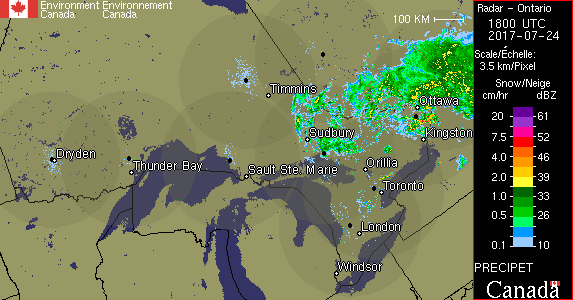 Environment Environnement
Canada Canada
100 KM
Radar - Ontario
1800 UTC
2017-07-24
Scale/Échelle:
3.5 km/Pixel
Snow/Neige
cm/hr dBZ
20 61
7.5 52
4.0 46
2.0 39
1.0 33
0.5 26
0.1 10
PRECIPET
Canada
Timmins
Ottawa
Sudbury
Kingston
Dryden
Thunder Bay
Sault Ste. Marie
Orillia
Toronto
London
Windsor